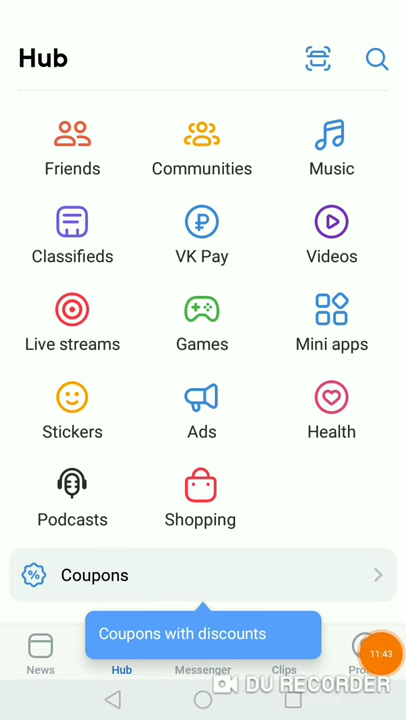 Hub
Friends
Communities
Music
Classifieds
VK Pay
Videos
Live streams
Games
Mini apps
Stickers
Ads
Health
Podcasts
Shopping
Coupons
Coupons with discounts
News
Hub
Messenger
Clips
11:43
DU RECORDER